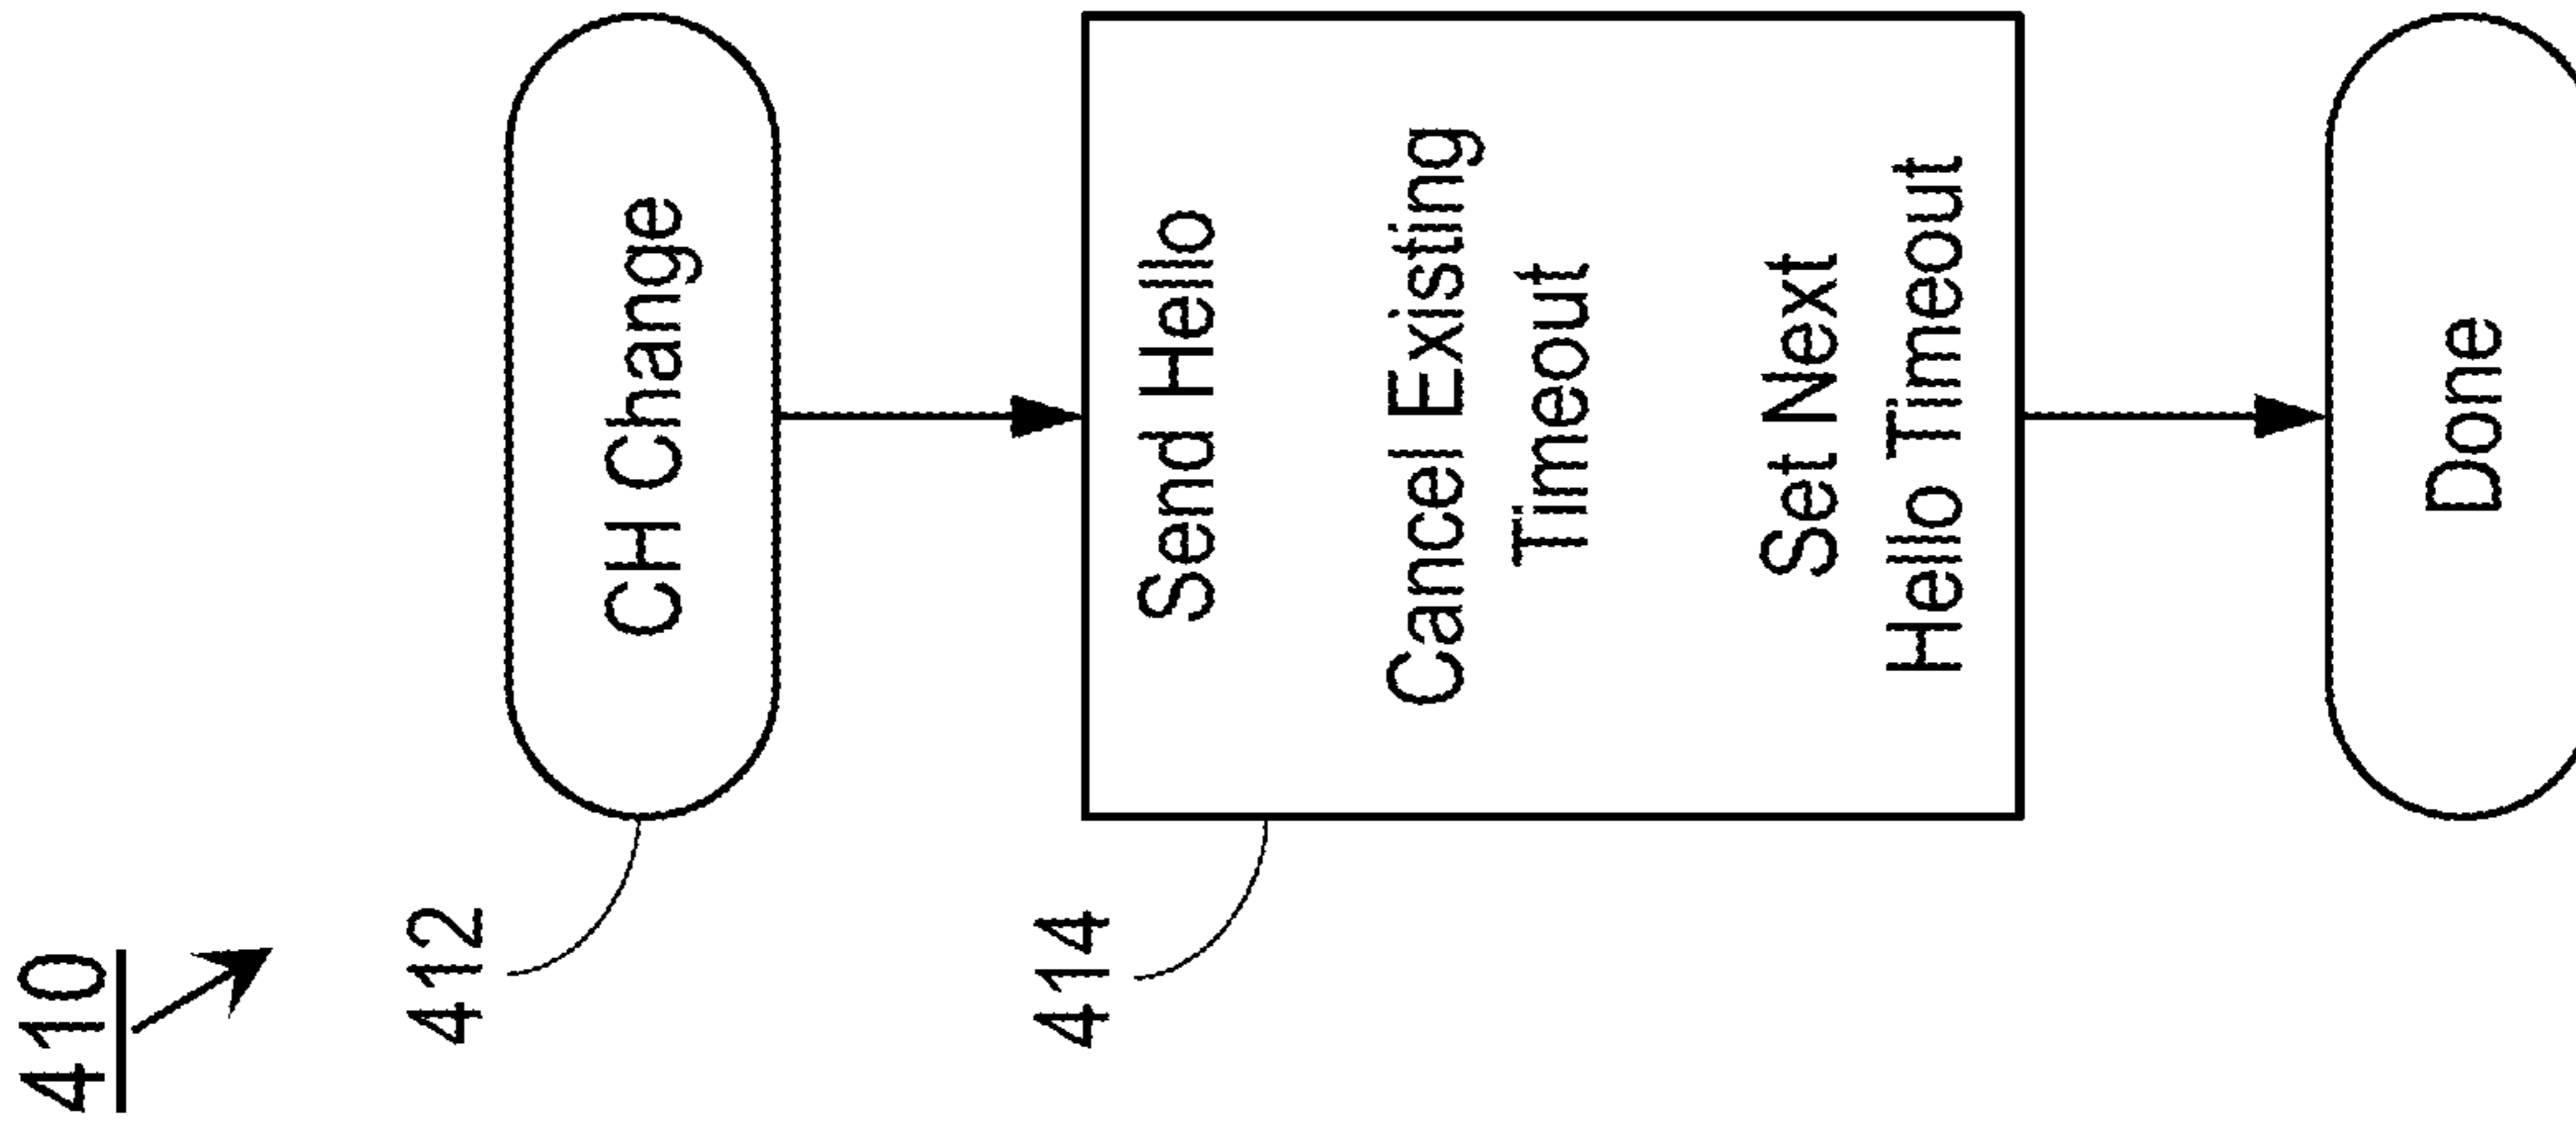 410
412
CH Change
414
Send Hello
Cancel Existing
Timeout
Set Next
Hello Timeout
Done